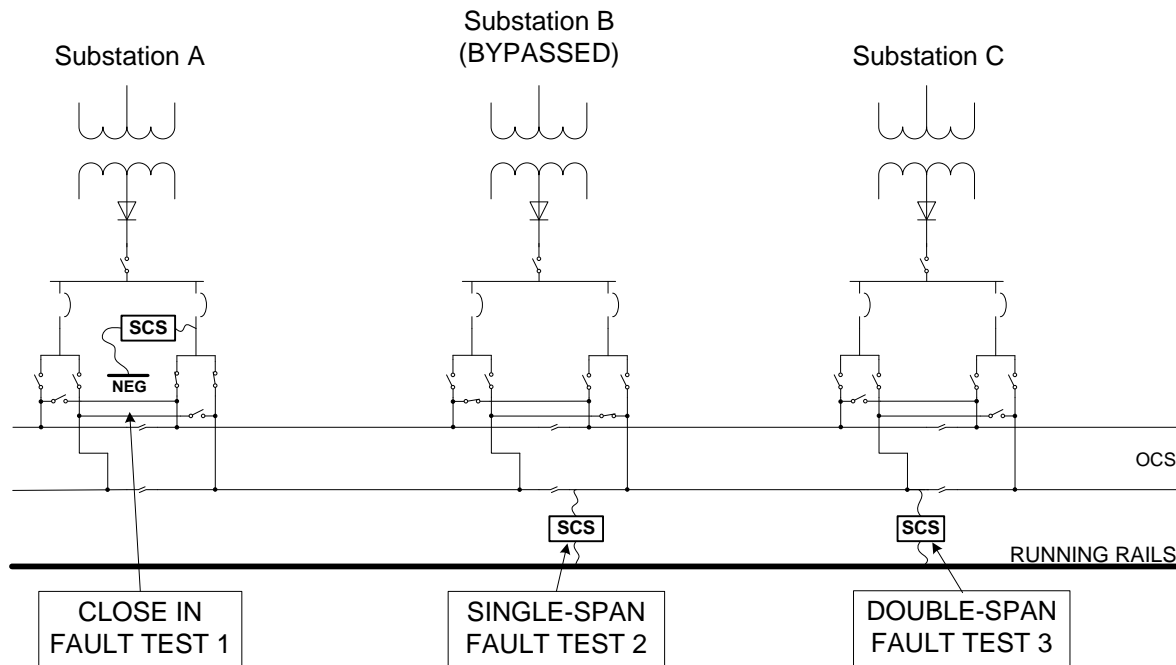 Substation A
Substation B
(BYPASSED)
Substation C
SCS
NEG
OCS
SCS
SCS
RUNNING RAILS
CLOSE IN
FAULT TEST 1
SINGLE-SPAN
FAULT TEST 2
DOUBLE-SPAN
FAULT TEST 3